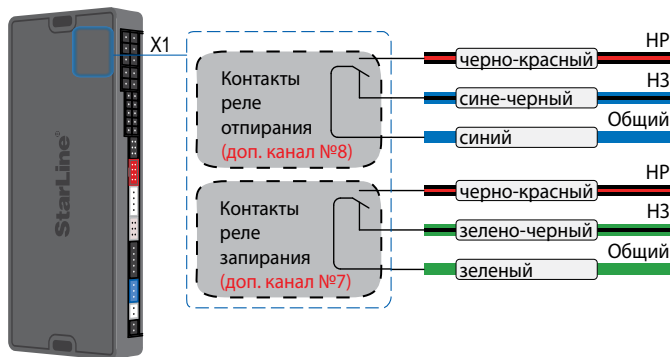 X1
Контакты
реле
отпирания
(доп. канал №8)
черно-красный
НР
сине-черный
НЗ
синий
Общий
Контакты
реле
запирания
(доп. канал №7)
черно-красный
НР
зелено-черный
НЗ
зеленый
Общий
StarLine®